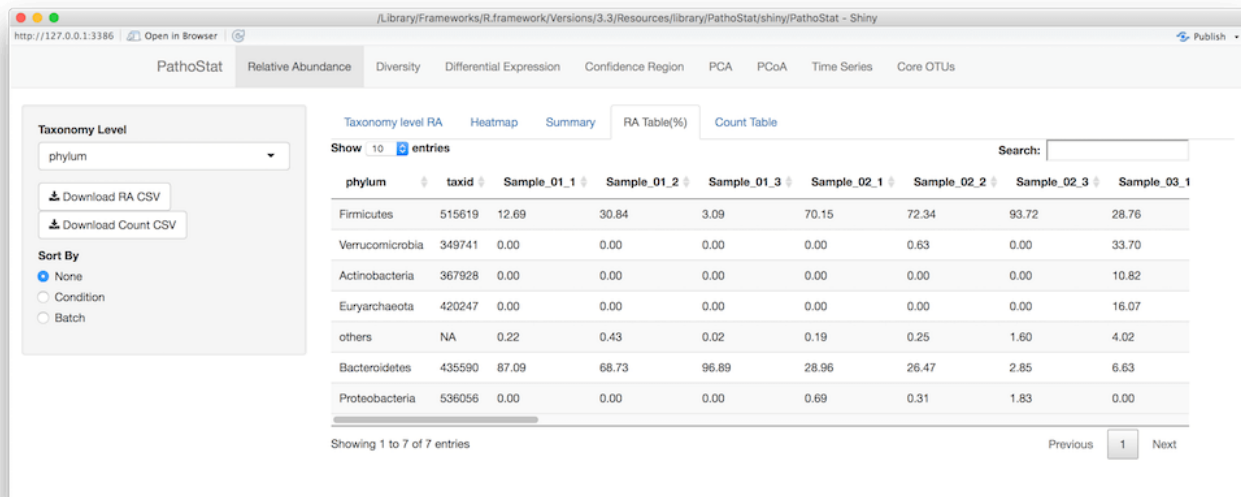 /Library/Frameworks/R.framework/Versions/3.3/Resources/library/PathoStat/shiny/PathoStat - Shiny
http://127.0.0.1:3386 Open in Browser Publish
PathoStat Relative Abundance Diversity Differential Expression Confidence Region PCA PCoA Time Series Core OTUs
Taxonomy Level
phylum
Download RA CSV
Download Count CSV
Sort By
None
Condition
Batch
Taxonomy level RA Heatmap Summary RA Table(%) Count Table
Show 10 entries Search:
phylum taxid Sample_01_1 Sample_01_2 Sample_01_3 Sample_02_1 Sample_02_2 Sample_02_3 Sample_03_1
Firmicutes 515619 12.69 30.84 3.09 70.15 72.34 93.72 28.76
Verrucomicrobia 349741 0.00 0.00 0.00 0.00 0.63 0.00 33.70
Actinobacteria 367928 0.00 0.00 0.00 0.00 0.00 0.00 10.82
Euryarchaeota 420247 0.00 0.00 0.00 0.00 0.00 0.00 16.07
others NA 0.22 0.43 0.02 0.19 0.25 1.60 4.02
Bacteroidetes 435590 87.09 68.73 96.89 28.96 26.47 2.85 6.63
Proteobacteria 536056 0.00 0.00 0.00 0.69 0.31 1.83 0.00
Showing 1 to 7 of 7 entries Previous 1 Next